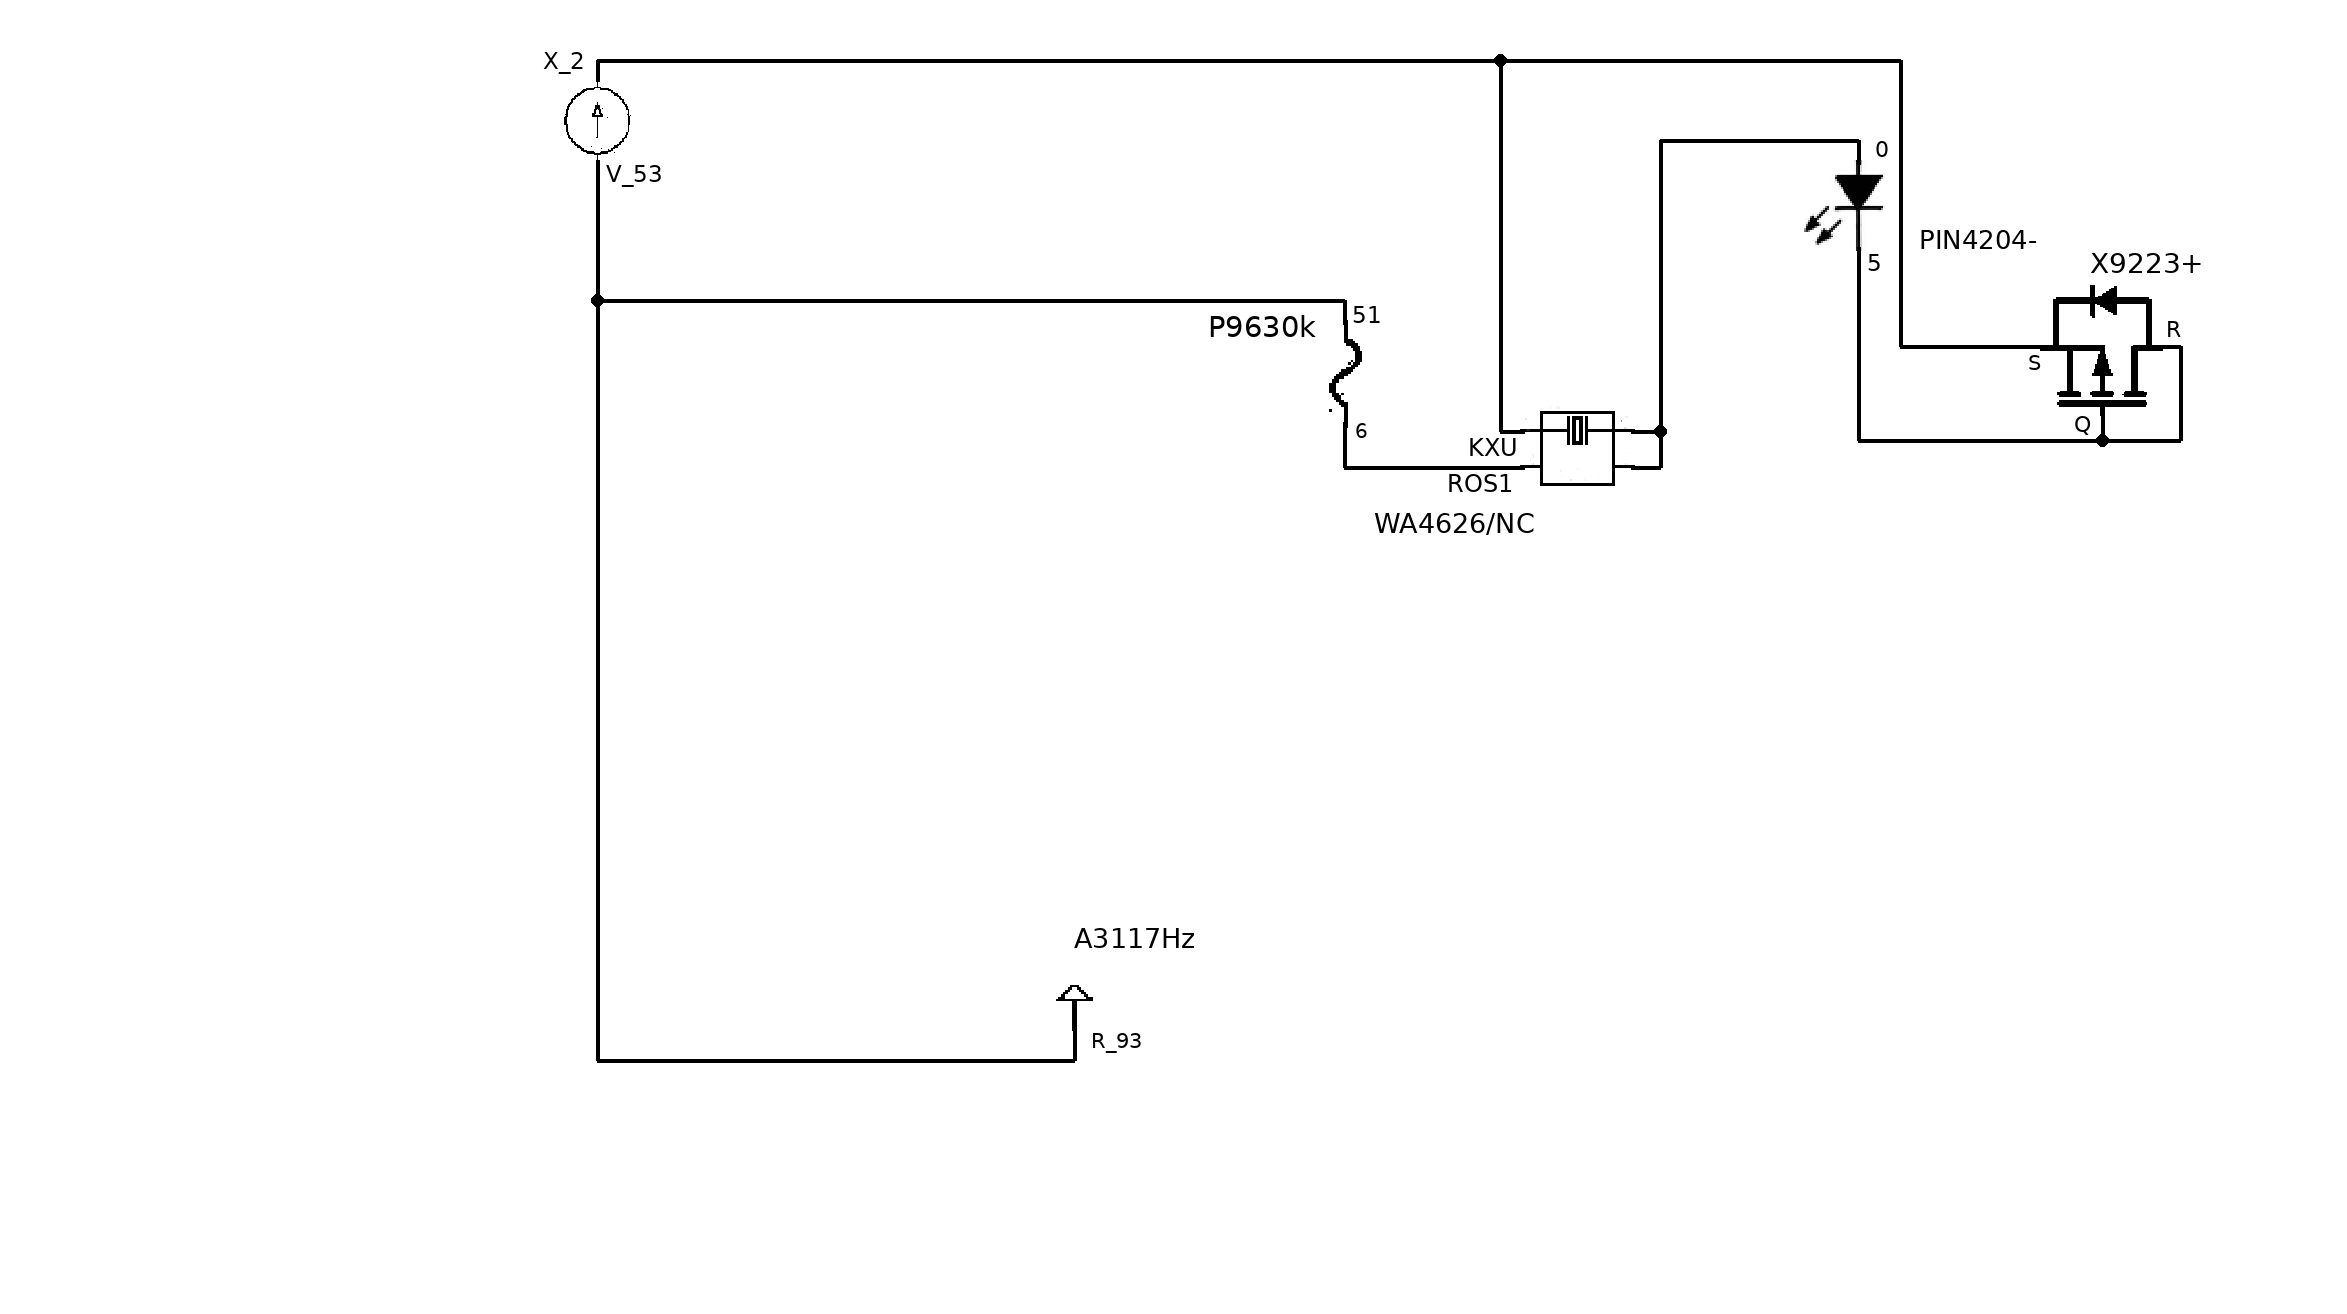 X_2
V_53
0
PIN4204-
X9223+
5
51
P9630k
R
S
6
Q
KXU
ROS1
WA4626/NC
A3117Hz
R_93